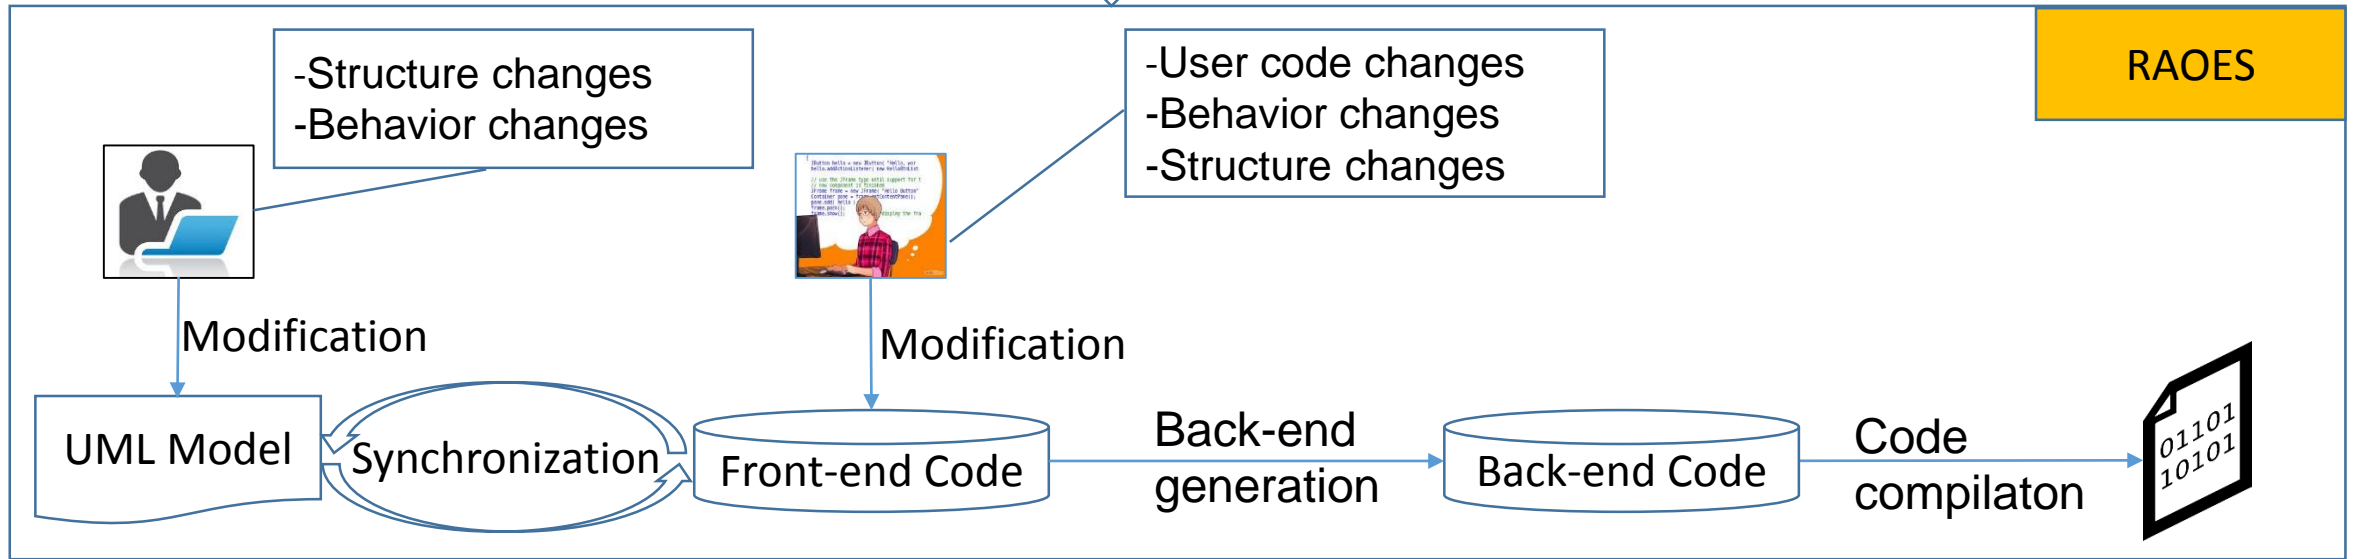 RAOES
-Structure changes
-Behavior changes
-User code changes
-Behavior changes
-Structure changes
Modification
Modification
UML Model
Synchronization
Front-end Code
Back-end
generation
Back-end Code
Code
compilaton
01101
10101